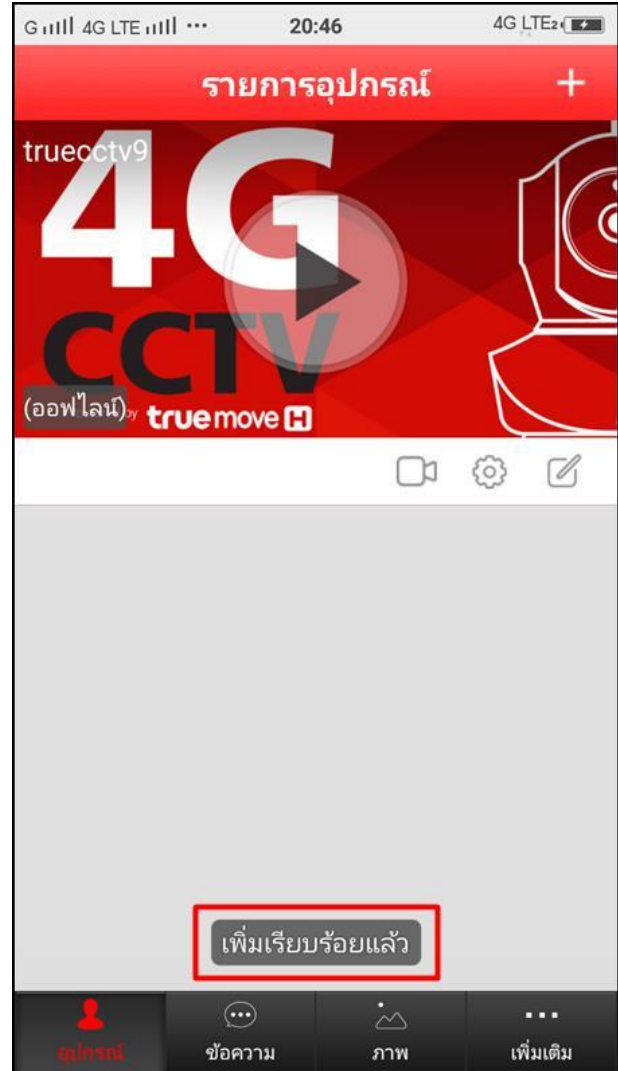 G 4G LTE ... 20:46 4G LTE2
รายการอุปกรณ์ +
truecctv9
4G
CCTV
(ออฟไลน์) by truemove H
เพิ่มเรียบร้อยแล้ว
อุปกรณ์ ข้อความ ภาพ เพิ่มเติม